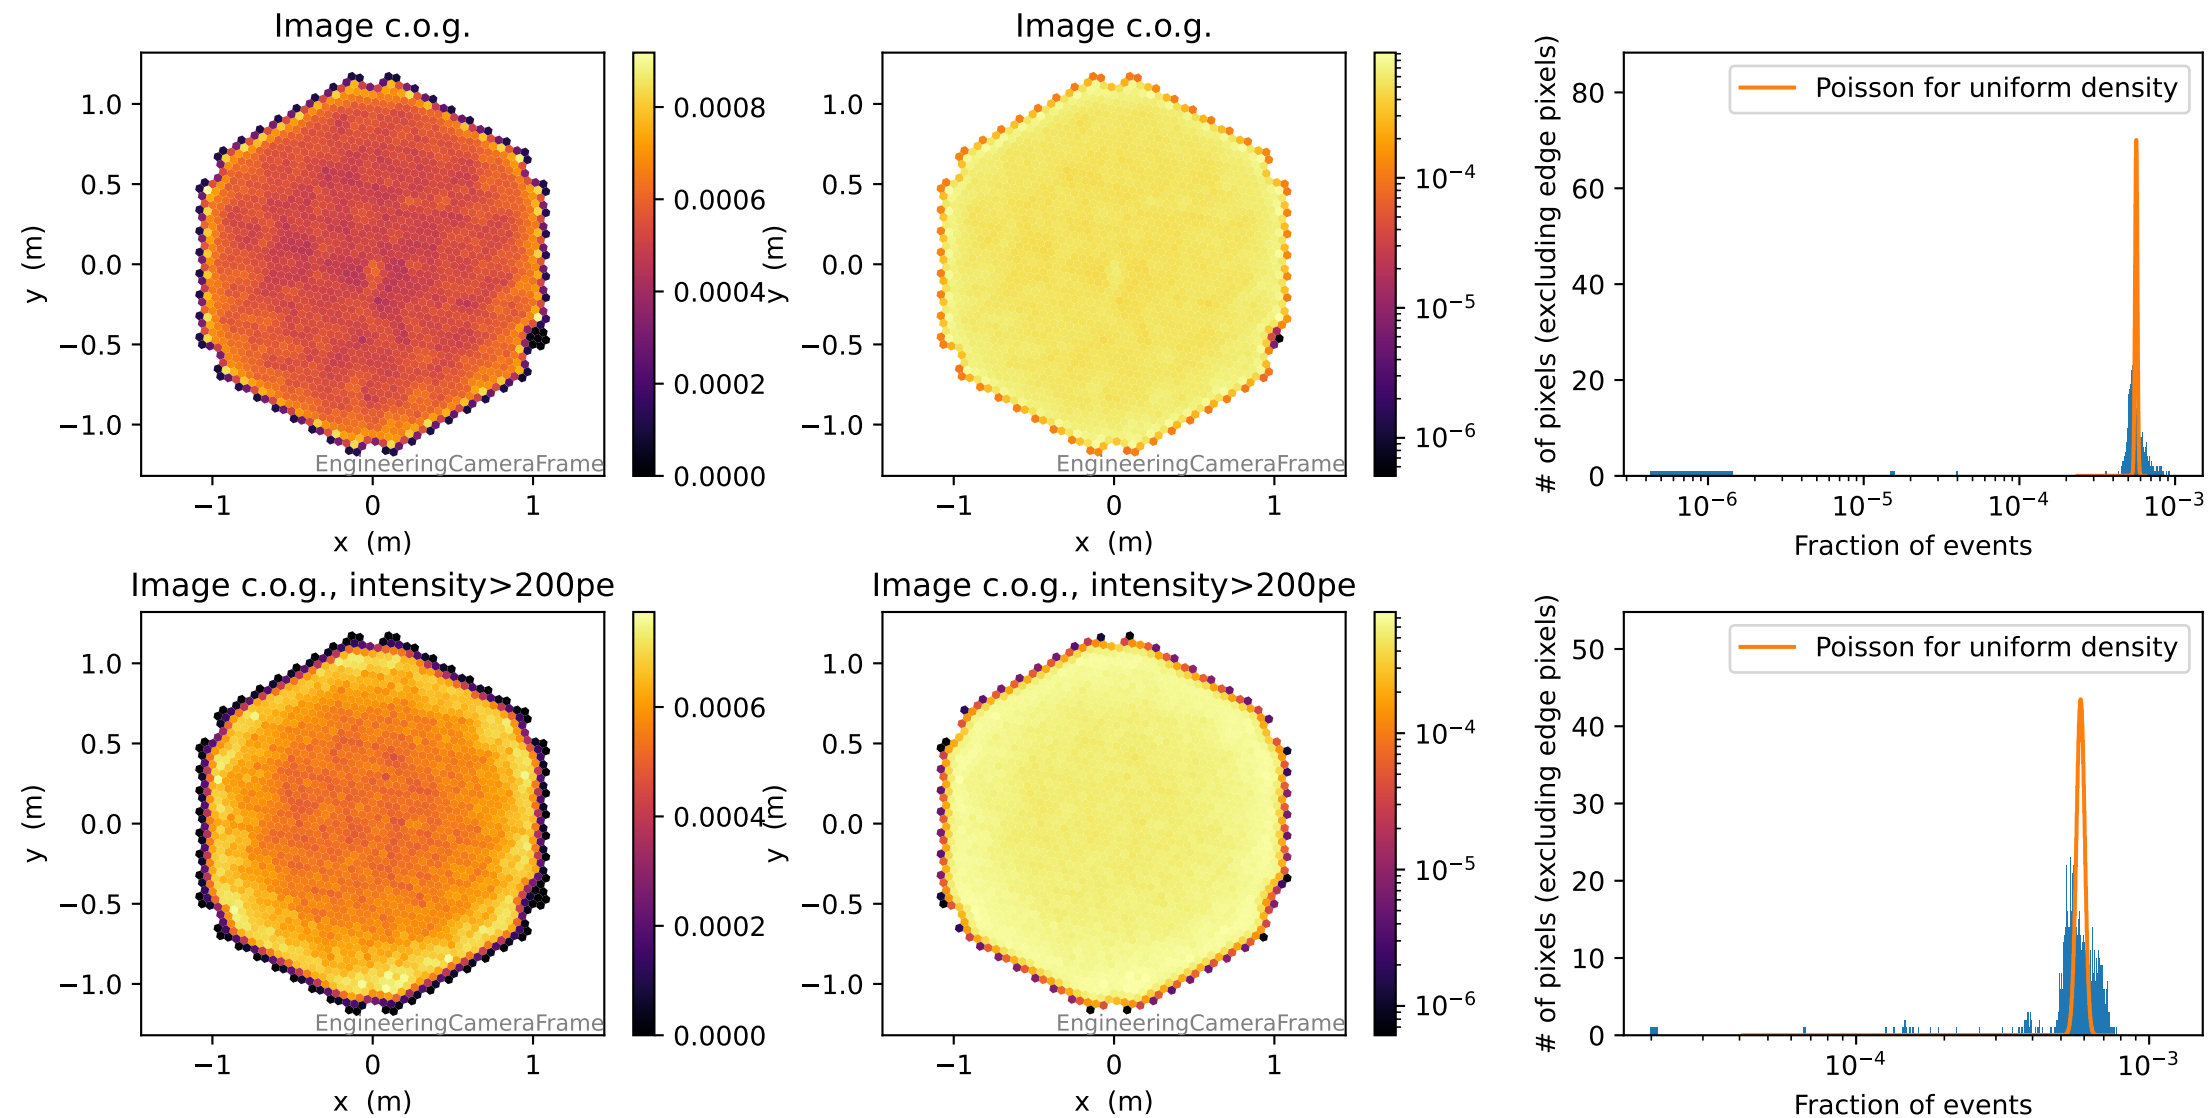 Image c.o.g.
Image c.o.g.
1.0
0.5
0.0
−0.5
−1.0
y (m)
−1
0
1
x (m)
EngineeringCameraFrame
0.0008
0.0006
0.0004
0.0002
0.0000
1.0
0.5
0.0
−0.5
−1.0
y (m)
−1
0
1
x (m)
EngineeringCameraFrame
10⁻⁴
10⁻⁵
10⁻⁶
# of pixels (excluding edge pixels)
80
60
40
20
0
Poisson for uniform density
10⁻⁶
10⁻⁵
10⁻⁴
10⁻³
Fraction of events
Image c.o.g., intensity>200pe
Image c.o.g., intensity>200pe
1.0
0.5
0.0
−0.5
−1.0
y (m)
−1
0
1
x (m)
EngineeringCameraFrame
0.0006
0.0004
0.0002
0.0000
1.0
0.5
0.0
−0.5
−1.0
y (m)
−1
0
1
x (m)
EngineeringCameraFrame
10⁻⁴
10⁻⁵
10⁻⁶
# of pixels (excluding edge pixels)
50
40
30
20
10
0
Poisson for uniform density
10⁻⁴
10⁻³
Fraction of events